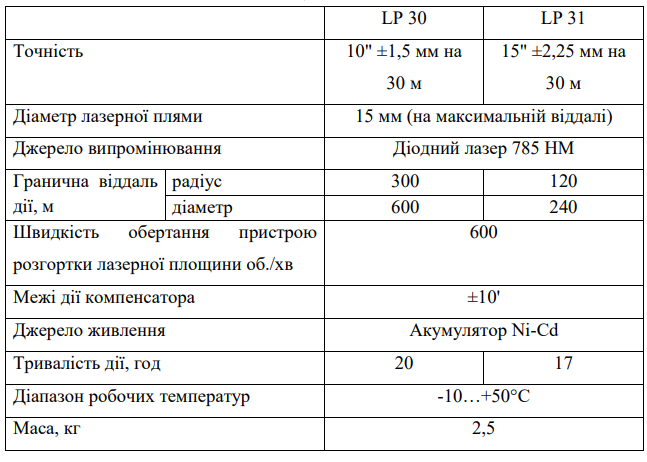 LP 30 LP 31
Точність 10" ±1,5 мм на 30 м 15" ±2,25 мм на 30 м
Діаметр лазерної плями 15 мм (на максимальній віддалі)
Джерело випромінювання Діодний лазер 785 НМ
Гранична віддаль дії, м радіус 300 120
діаметр 600 240
Швидкість обертання пристрою розгортки лазерної площини об./хв 600
Межі дії компенсатора ±10'
Джерело живлення Акумулятор Ni-Cd
Тривалість дії, год 20 17
Діапазон робочих температур -10…+50°С
Маса, кг 2,5